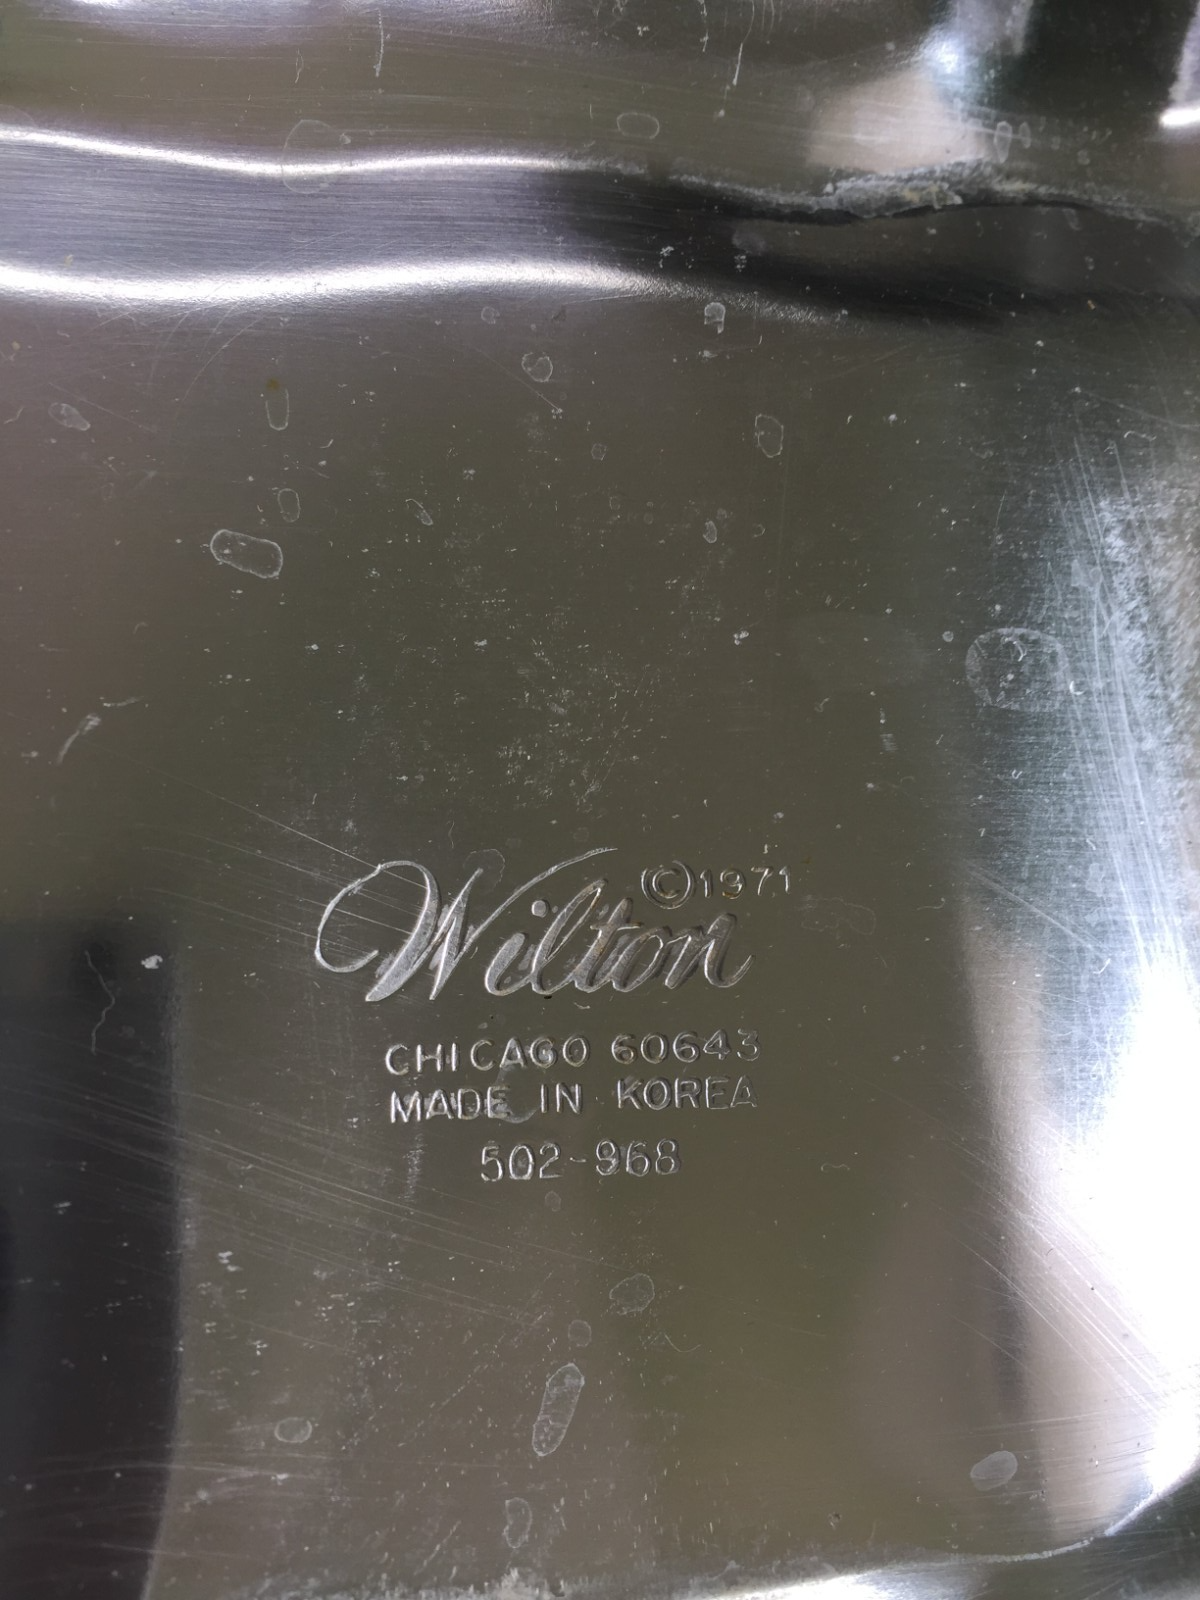 ©1971
Wilton
CHICAGO 60643
MADE IN KOREA
502-968